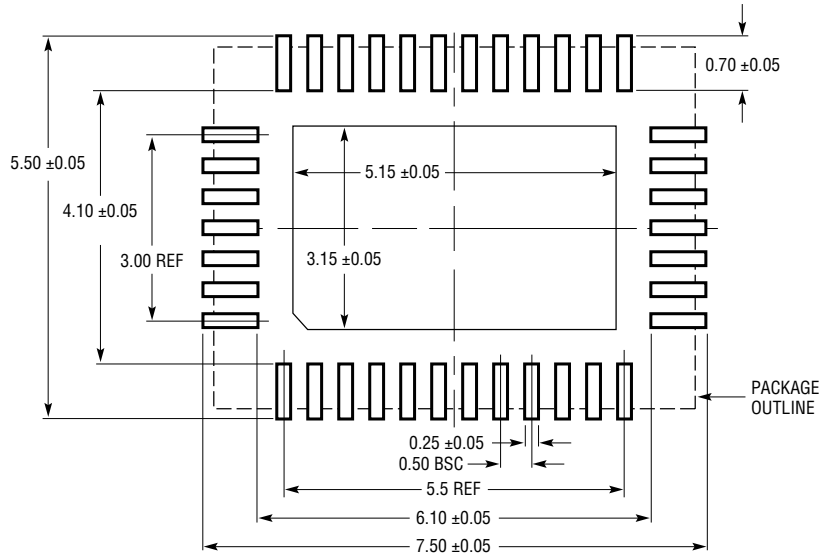 0.70 ±0.05
5.50 ±0.05
5.15 ±0.05
4.10 ±0.05
3.00 REF
3.15 ±0.05
PACKAGE
OUTLINE
0.25 ±0.05
0.50 BSC
5.5 REF
6.10 ±0.05
7.50 ±0.05